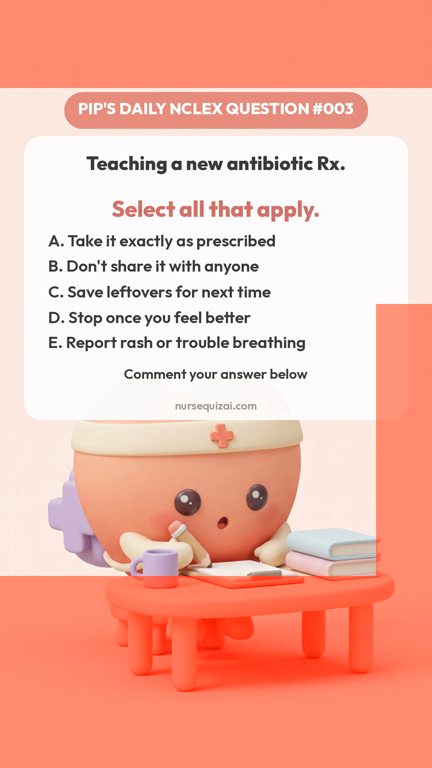 PIP'S DAILY NCLEX QUESTION #003
Teaching a new antibiotic Rx.
Select all that apply.
A. Take it exactly as prescribed
B. Don't share it with anyone
C. Save leftovers for next time
D. Stop once you feel better
E. Report rash or trouble breathing
Comment your answer below
nursequizai.com